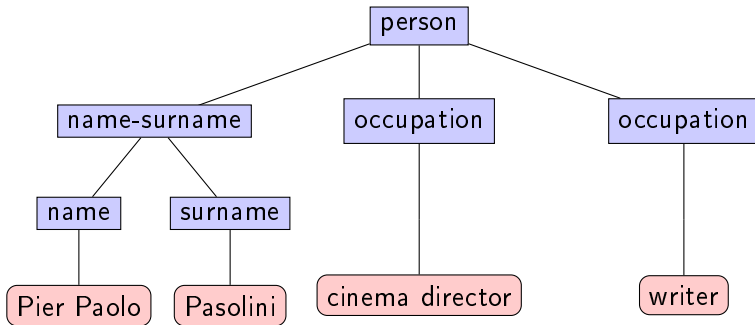 person
name-surname
occupation
occupation
name
surname
Pier Paolo
Pasolini
cinema director
writer